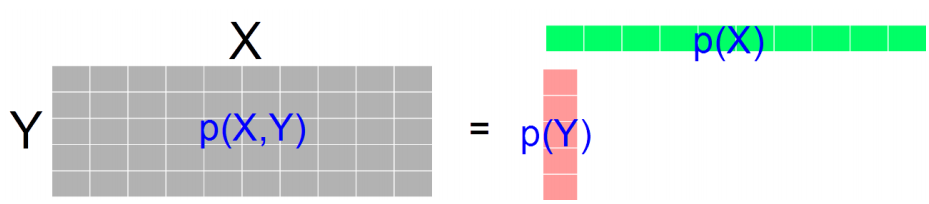 X
p(X)
Y
p(X,Y)
=
p(Y)